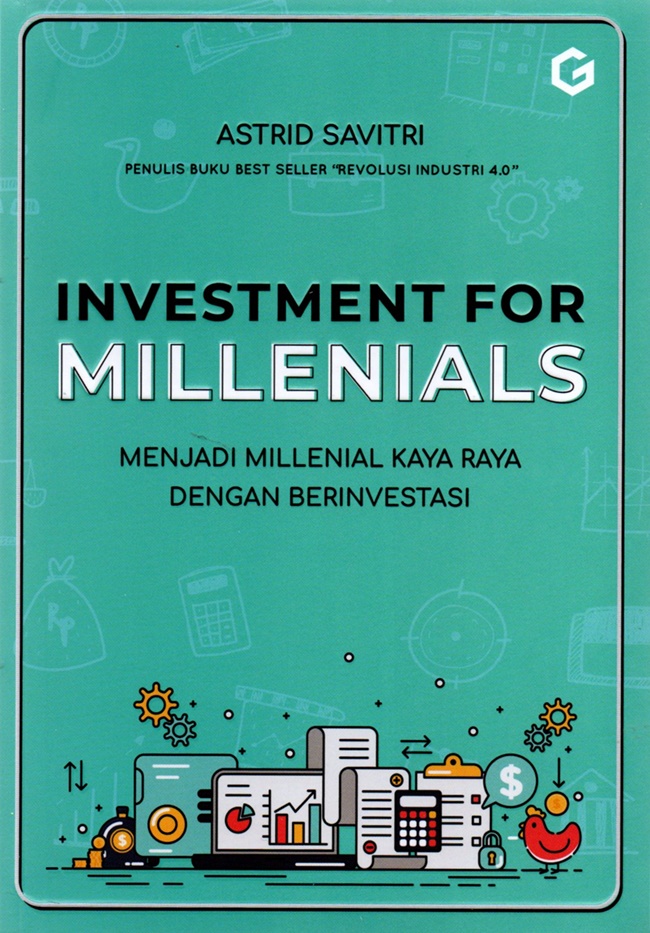 ASTRID SAVITRI
PENULIS BUKU BEST SELLER “REVOLUSI INDUSTRI 4.0”
INVESTMENT FOR
MILLENIALS
MENJADI MILLENIAL KAYA RAYA
DENGAN BERINVESTASI
Rp
$
$